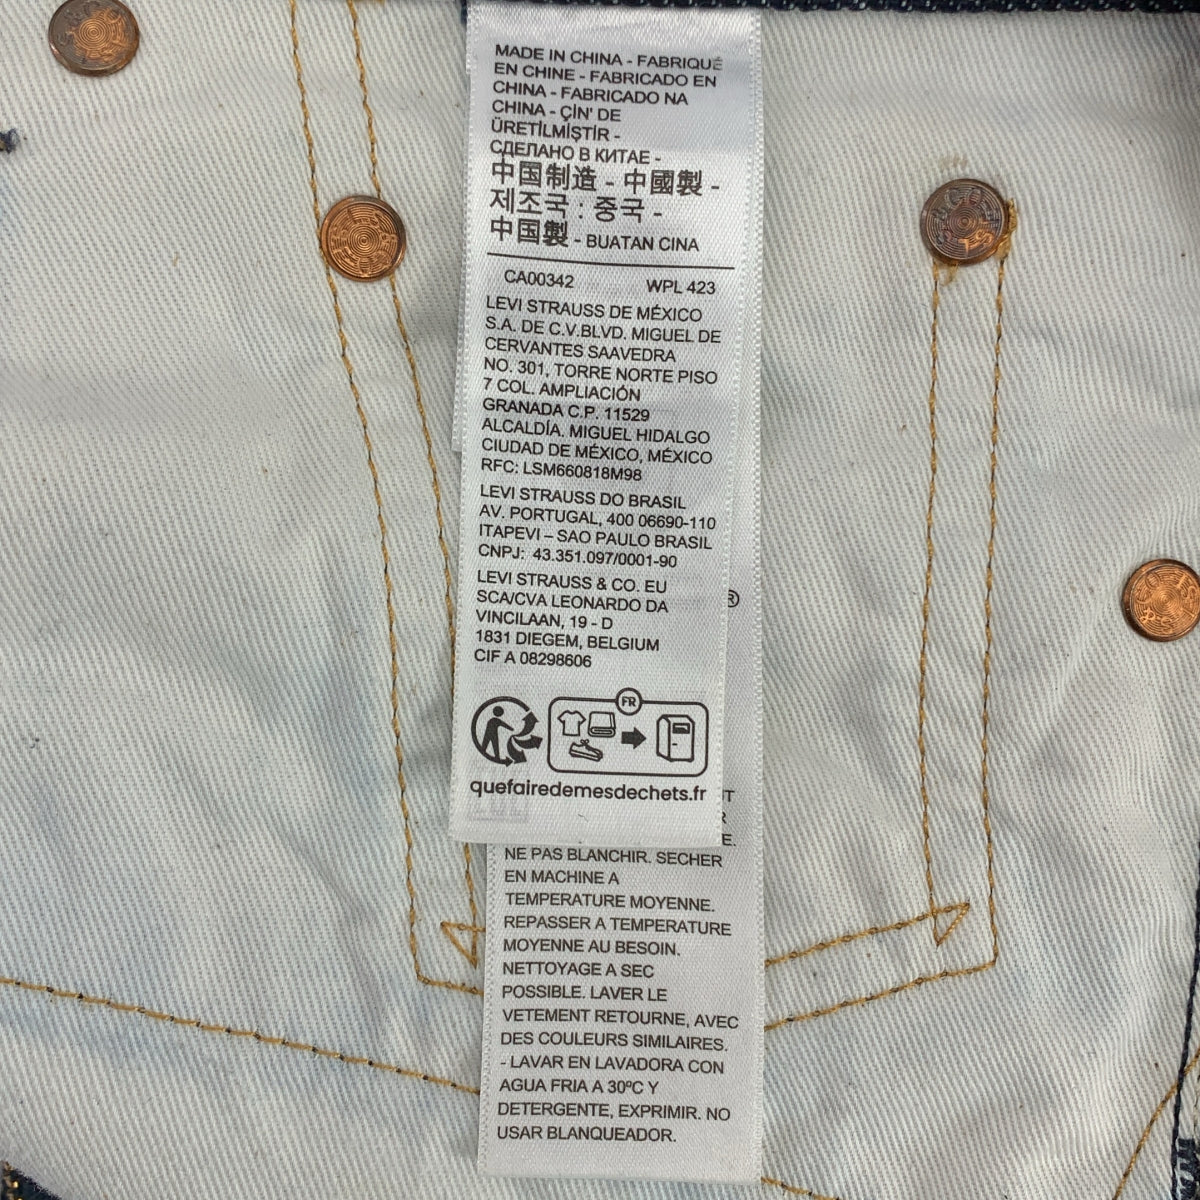 MADE IN CHINA - FABRIQUÉ
EN CHINE - FABRICADO EN
CHINA - FABRICADO NA
CHINA - ÇİN' DE
ÜRETİLMİŞTİR -
СДЕЛАНО В КИТАЕ -
中国制造 - 中國製 -
제조국 : 중국 -
中国製 - BUATAN CINA
CA00342 WPL 423
LEVI STRAUSS DE MÉXICO
S.A. DE C.V.BLVD. MIGUEL DE
CERVANTES SAAVEDRA
NO. 301, TORRE NORTE PISO
7 COL. AMPLIACIÓN
GRANADA C.P. 11529
ALCALDÍA. MIGUEL HIDALGO
CIUDAD DE MÉXICO, MÉXICO
RFC: LSM660818M98
LEVI STRAUSS DO BRASIL
AV. PORTUGAL, 400 06690-110
ITAPEVI – SAO PAULO BRASIL
CNPJ: 43.351.097/0001-90
LEVI STRAUSS & CO. EU
SCA/CVA LEONARDO DA
VINCILAAN, 19 - D
1831 DIEGEM, BELGIUM
CIF A 08298606
®
FR
quefairedemesdechets.fr
NE PAS BLANCHIR. SECHER
EN MACHINE A
TEMPERATURE MOYENNE.
REPASSER A TEMPERATURE
MOYENNE AU BESOIN.
NETTOYAGE A SEC
POSSIBLE. LAVER LE
VETEMENT RETOURNE, AVEC
DES COULEURS SIMILAIRES.
- LAVAR EN LAVADORA CON
AGUA FRIA A 30ºC Y
DETERGENTE, EXPRIMIR. NO
USAR BLANQUEADOR.